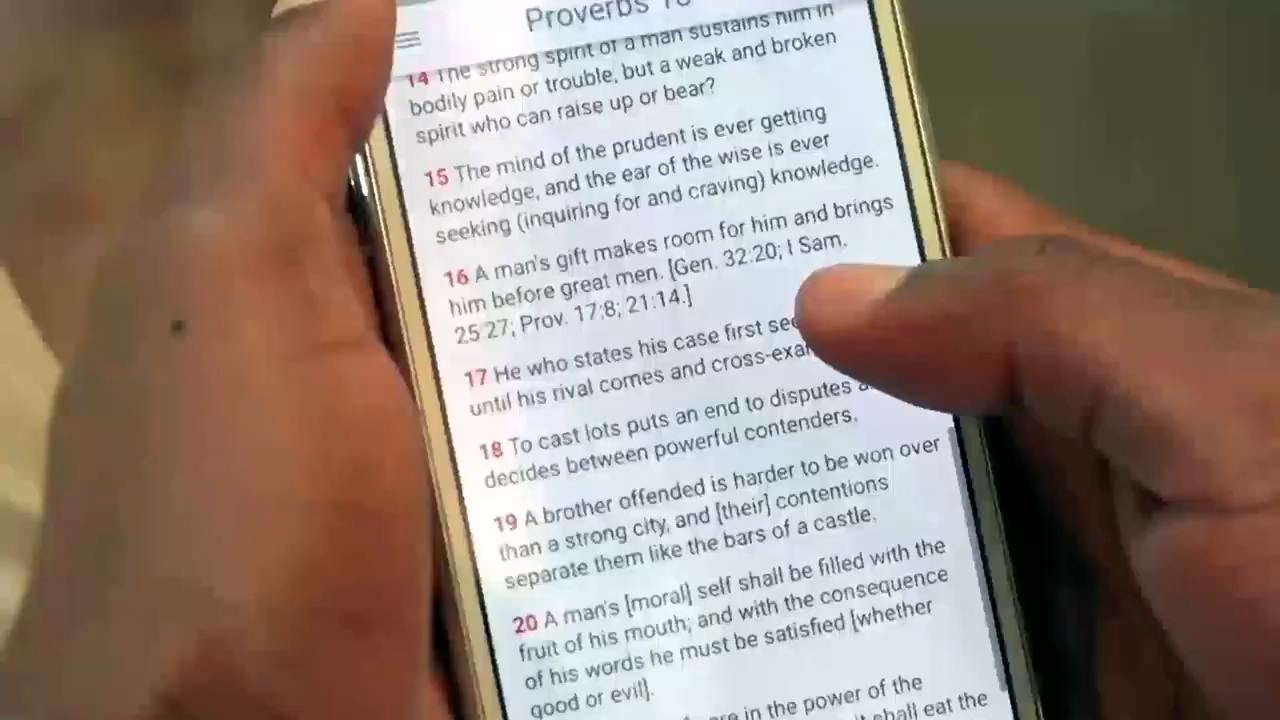 Proverbs 18
14 The strong spirit of a man sustains him in
bodily pain or trouble, but a weak and broken
spirit who can raise up or bear?
15 The mind of the prudent is ever getting
knowledge, and the ear of the wise is ever
seeking (inquiring for and craving) knowledge.
16 A man's gift makes room for him and brings
him before great men. [Gen. 32:20; I Sam.
25:27; Prov. 17:8; 21:14.]
17 He who states his case first
until his rival comes and
18 To cast lots puts an end to disputes
decides between powerful contenders.
19 A brother offended is harder to be won over
than a strong city, and [their] contentions
separate them like the bars of a castle.
20 A man's [moral] self shall be filled with the
fruit of his mouth; and with the consequence
of his words he must be satisfied [whether
good or evil].
in the power of the
shall eat the